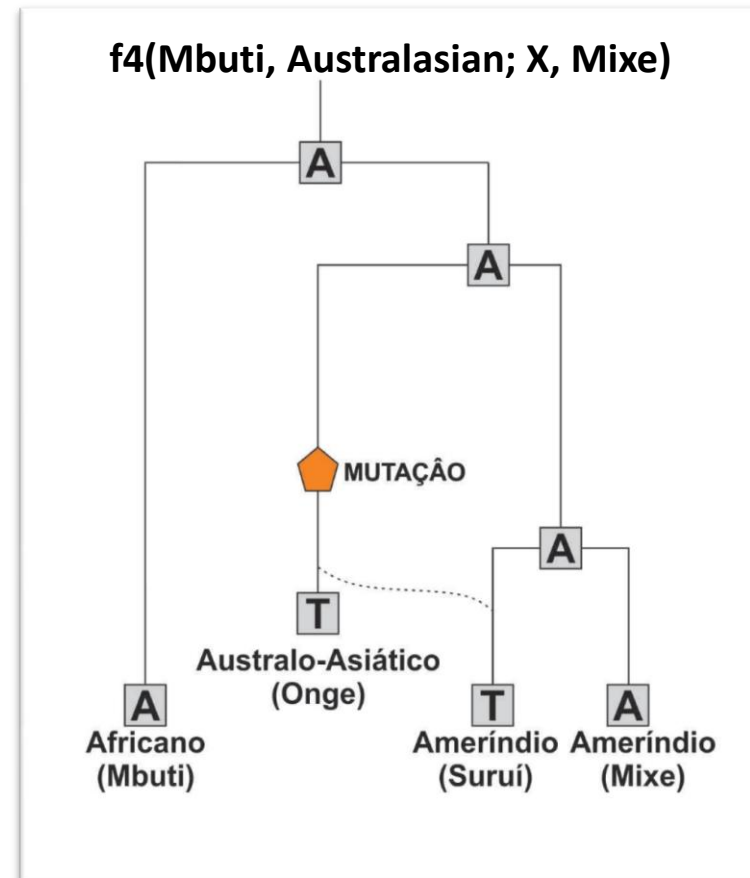 f4(Mbuti, Australasian; X, Mixe)
A
A
MUTAÇÂO
A
T
Australo-Asiático
(Onge)
A
Africano
(Mbuti)
T
Ameríndio
(Suruí)
A
Ameríndio
(Mixe)